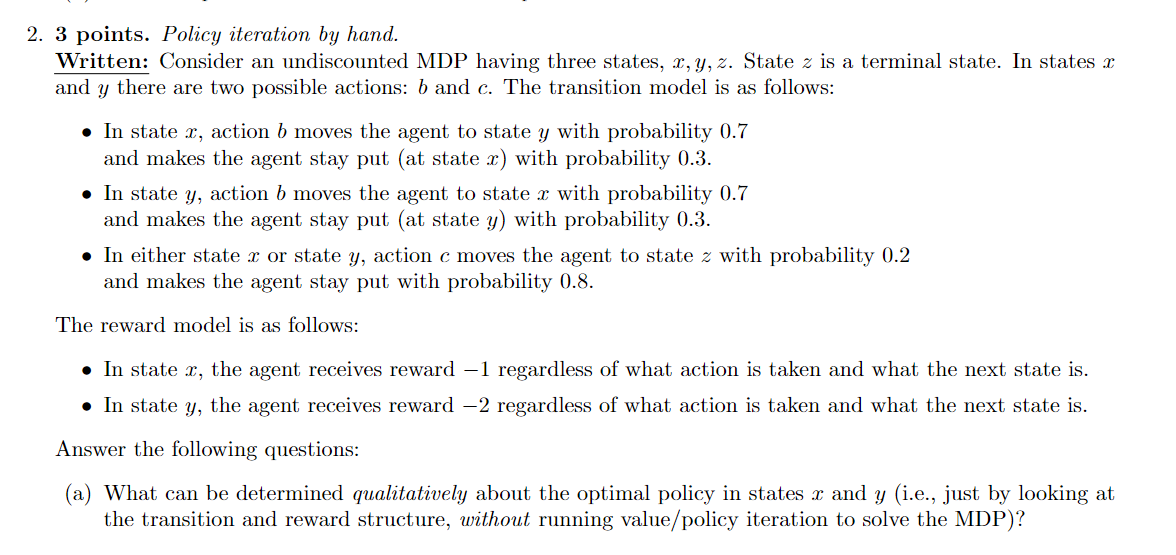 2. 3 points. Policy iteration by hand.
Written: Consider an undiscounted MDP having three states, x, y, z. State z is a terminal state. In states x
and y there are two possible actions: b and c. The transition model is as follows:
• In state x, action b moves the agent to state y with probability 0.7
and makes the agent stay put (at state x) with probability 0.3.
• In state y, action b moves the agent to state x with probability 0.7
and makes the agent stay put (at state y) with probability 0.3.
• In either state x or state y, action c moves the agent to state z with probability 0.2
and makes the agent stay put with probability 0.8.
The reward model is as follows:
• In state x, the agent receives reward −1 regardless of what action is taken and what the next state is.
• In state y, the agent receives reward −2 regardless of what action is taken and what the next state is.
Answer the following questions:
(a) What can be determined qualitatively about the optimal policy in states x and y (i.e., just by looking at
the transition and reward structure, without running value/policy iteration to solve the MDP)?